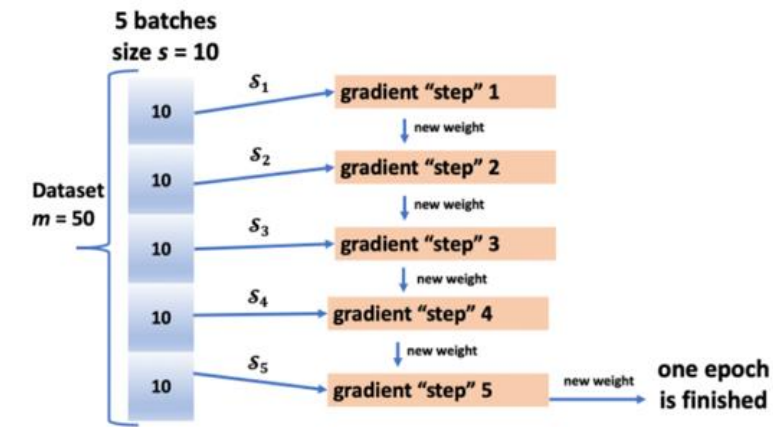 5 batches
size s = 10
Dataset
m = 50
10
10
10
10
10
S₁
S₂
S₃
S₄
S₅
gradient “step” 1
new weight
gradient “step” 2
new weight
gradient “step” 3
new weight
gradient “step” 4
new weight
gradient “step” 5
new weight
one epoch
is finished